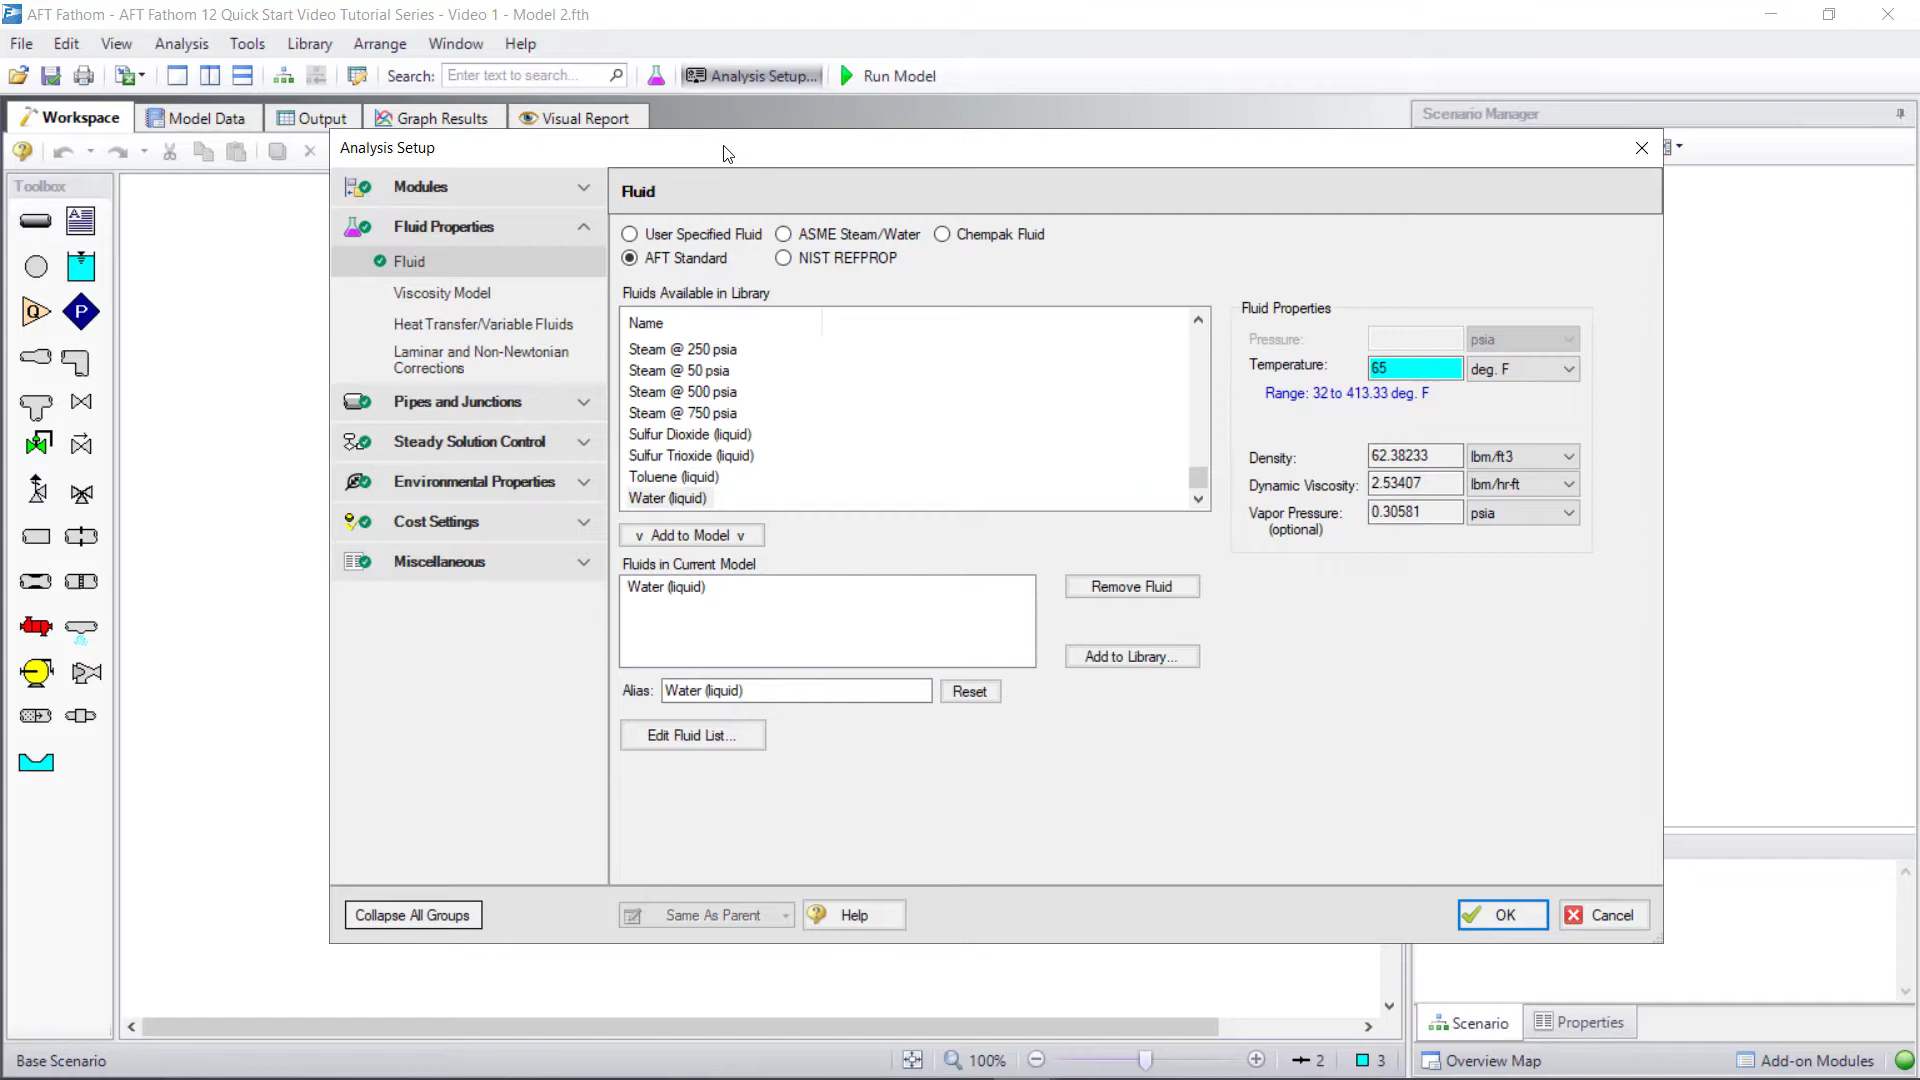 AFT Fathom - AFT Fathom 12 Quick Start Video Tutorial Series - Video 1 - Model 2.fth
File Edit View Analysis Tools Library Arrange Window Help
Search: Enter text to search... Analysis Setup... Run Model
Workspace Model Data Output Graph Results Visual Report
Scenario Manager
Analysis Setup
Toolbox
A
Q
P
Modules
Fluid Properties
Fluid
Viscosity Model
Heat Transfer/Variable Fluids
Laminar and Non-Newtonian
Corrections
Pipes and Junctions
Steady Solution Control
Environmental Properties
Cost Settings
Miscellaneous
Fluid
User Specified Fluid ASME Steam/Water Chempak Fluid
AFT Standard NIST REFPROP
Fluids Available in Library
Name
Steam @ 250 psia
Steam @ 50 psia
Steam @ 500 psia
Steam @ 750 psia
Sulfur Dioxide (liquid)
Sulfur Trioxide (liquid)
Toluene (liquid)
Water (liquid)
v Add to Model v
Fluids in Current Model
Water (liquid)
Remove Fluid
Add to Library...
Alias: Water (liquid) Reset
Edit Fluid List...
Fluid Properties
Pressure: psia
Temperature: 65 deg. F
Range: 32 to 413.33 deg. F
Density: 62.38233 lbm/ft3
Dynamic Viscosity: 2.53407 lbm/hr-ft
Vapor Pressure: 0.30581 psia
(optional)
Collapse All Groups Same As Parent Help OK Cancel
Scenario Properties
Base Scenario 100% 2 3 Overview Map Add-on Modules